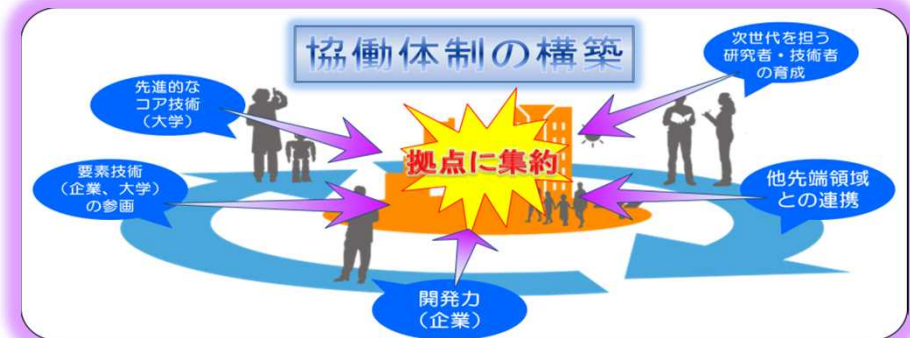 協働体制の構築
先進的な
コア技術
（大学）
次世代を担う
研究者・技術者
の育成
拠点に集約
要素技術
（企業、大学）
の参画
他先端領域
との連携
開発力
（企業）